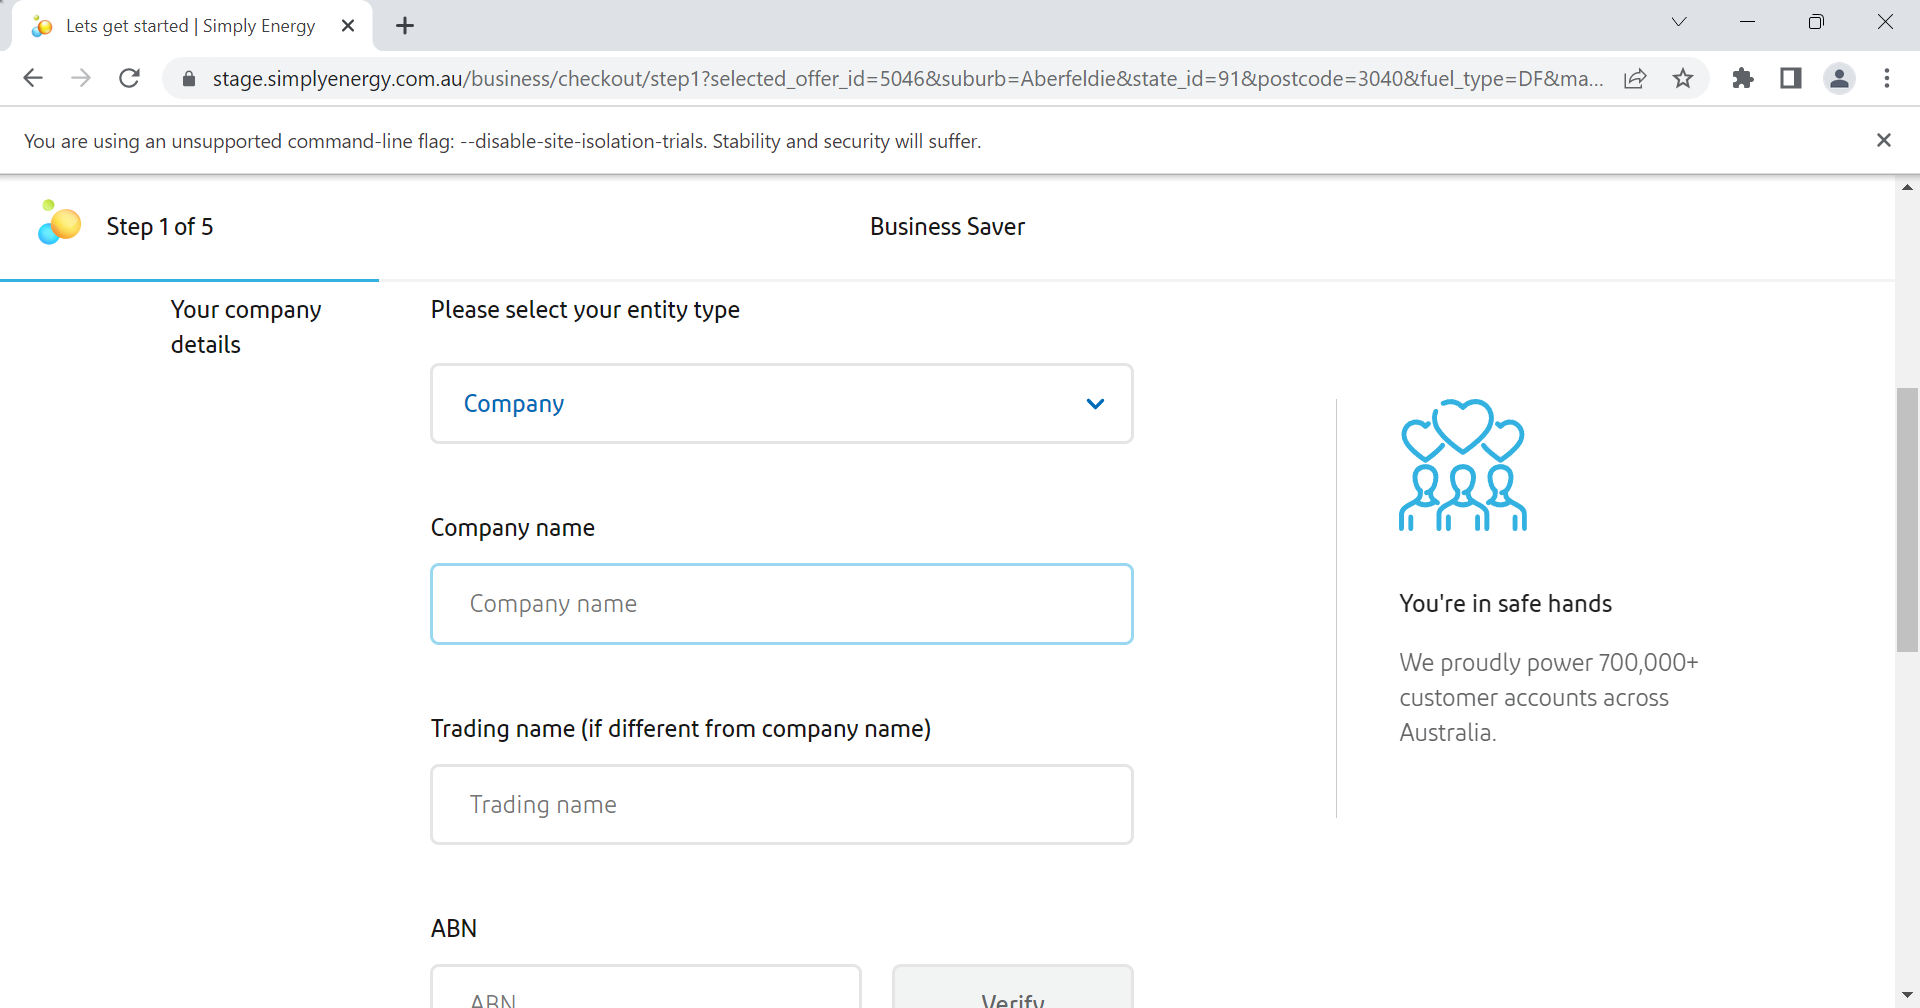 Lets get started | Simply Energy
stage.simplyenergy.com.au/business/checkout/step1?selected_offer_id=5046&suburb=Aberfeldie&state_id=91&postcode=3040&fuel_type=DF&ma...
You are using an unsupported command-line flag: --disable-site-isolation-trials. Stability and security will suffer.
Step 1 of 5
Business Saver
Your company
details
Please select your entity type
Company
Company name
Company name
Trading name (if different from company name)
Trading name
ABN
ABN
Verify
You're in safe hands
We proudly power 700,000+
customer accounts across
Australia.